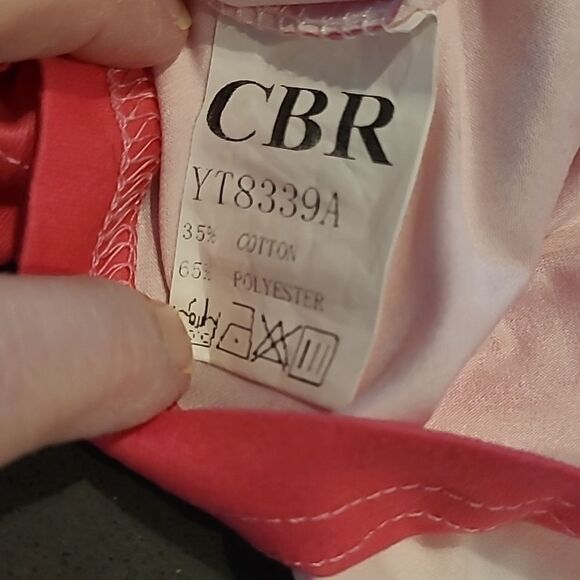 CBR
YT8339A
35% COTTON
65% POLYESTER